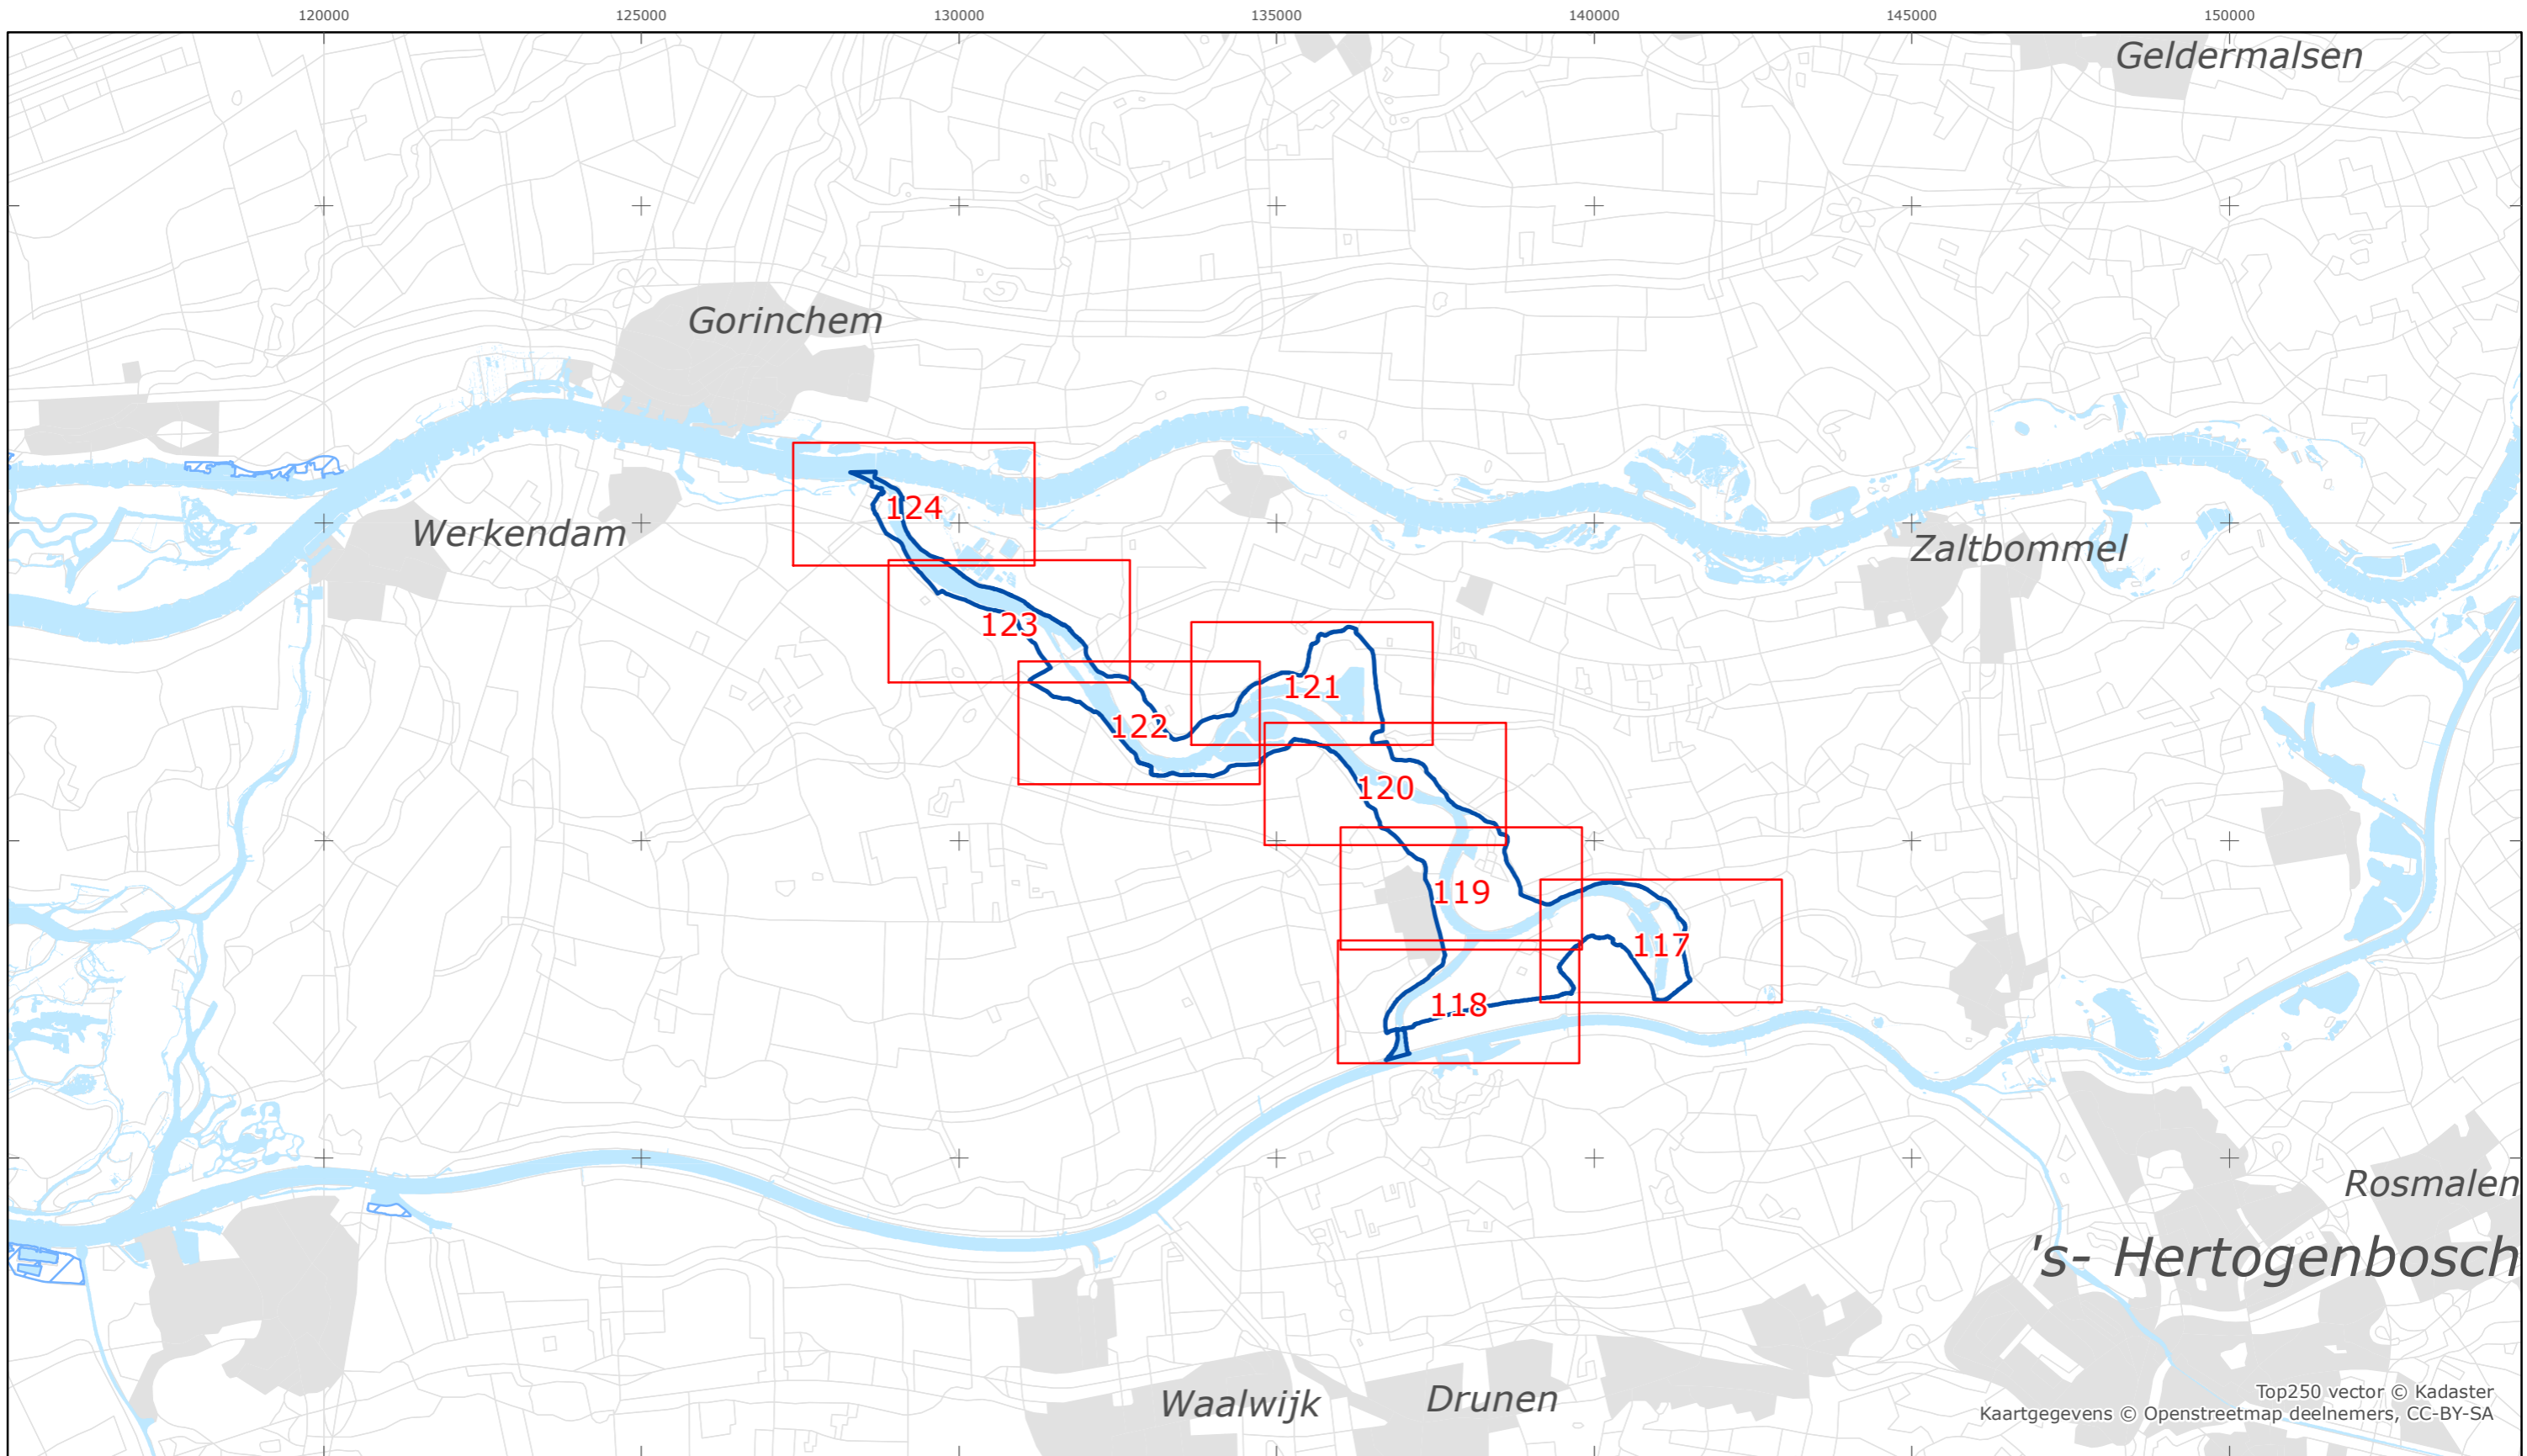 120000 125000 130000 135000 140000 145000 150000
Geldermalsen
Gorinchem
124
Werkendam
Zaltbommel
123
121
122
120
119
117
118
Rosmalen
's- Hertogenbosch
Waalwijk
Drunen
Top250 vector © Kadaster
Kaartgegevens © Openstreetmap deelnemers, CC-BY-SA